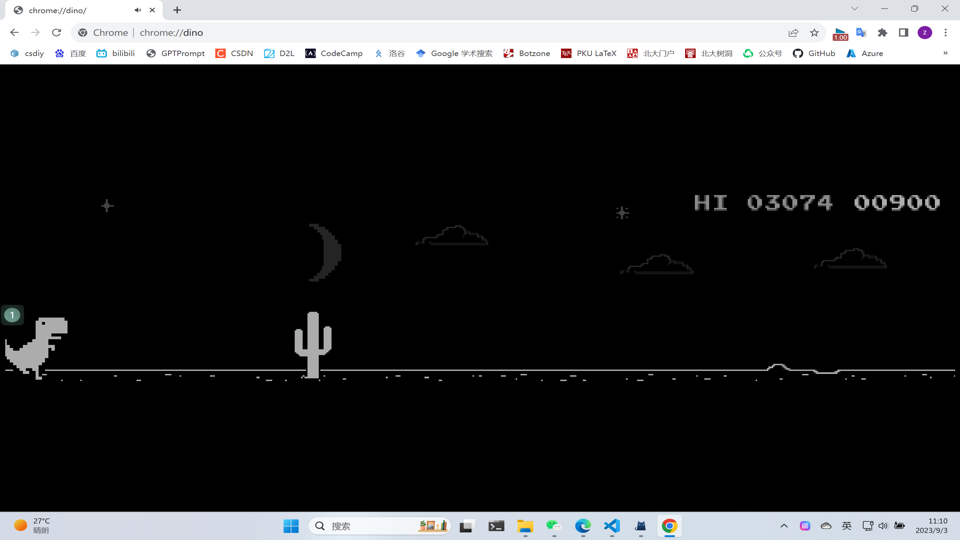 chrome://dino/
Chrome | chrome://dino
1.00
z
csdiy 百度 bilibili GPTPrompt CSDN D2L CodeCamp 洛谷 Google 学术搜索 Botzone PKU LaTeX 北大门户 北大树洞 公众号 GitHub Azure »
HI 03074 00900
1
27°C
晴朗
搜索
英
11:10
2023/9/3